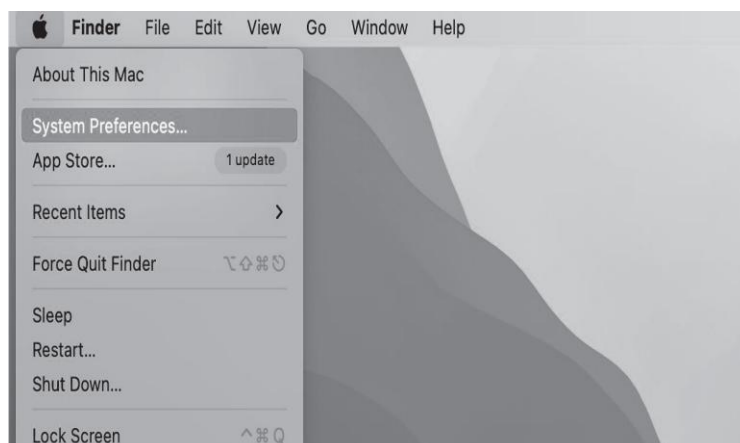 Finder File Edit View Go Window Help
About This Mac
System Preferences...
App Store... 1 update
Recent Items
Force Quit Finder ⌥⇧⌘⎋
Sleep
Restart...
Shut Down...
Lock Screen ^⌘Q